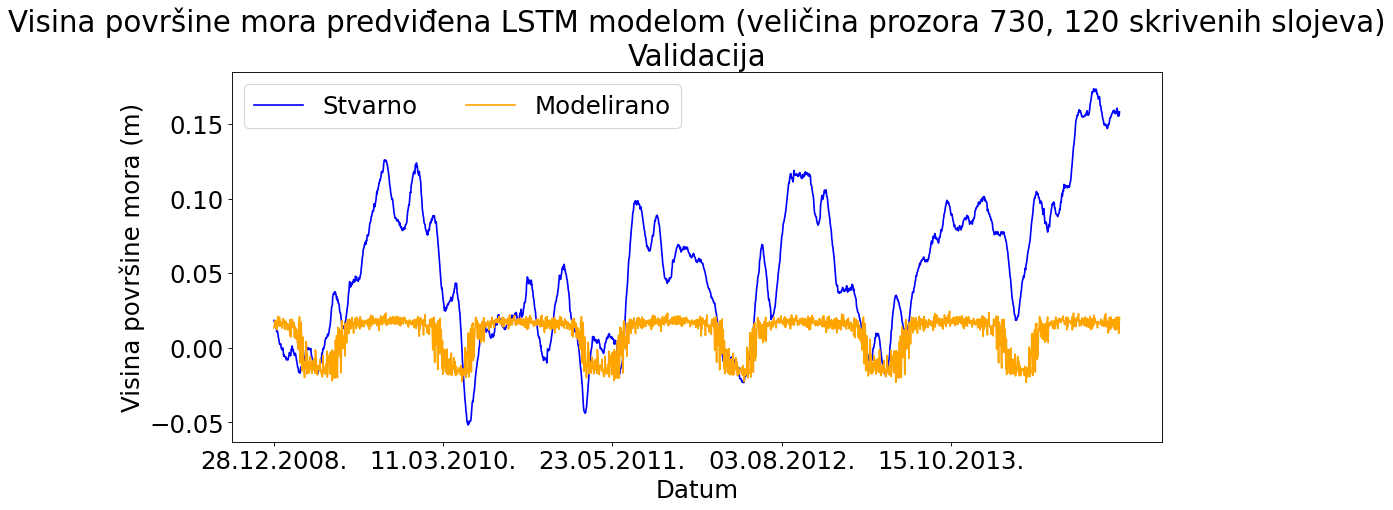 Visina površine mora predviđena LSTM modelom (veličina prozora 730, 120 skrivenih slojeva)
Validacija
Stvarno
Modelirano
Visina površine mora (m)
0.15
0.10
0.05
0.00
−0.05
28.12.2008.
11.03.2010.
23.05.2011.
03.08.2012.
15.10.2013.
Datum